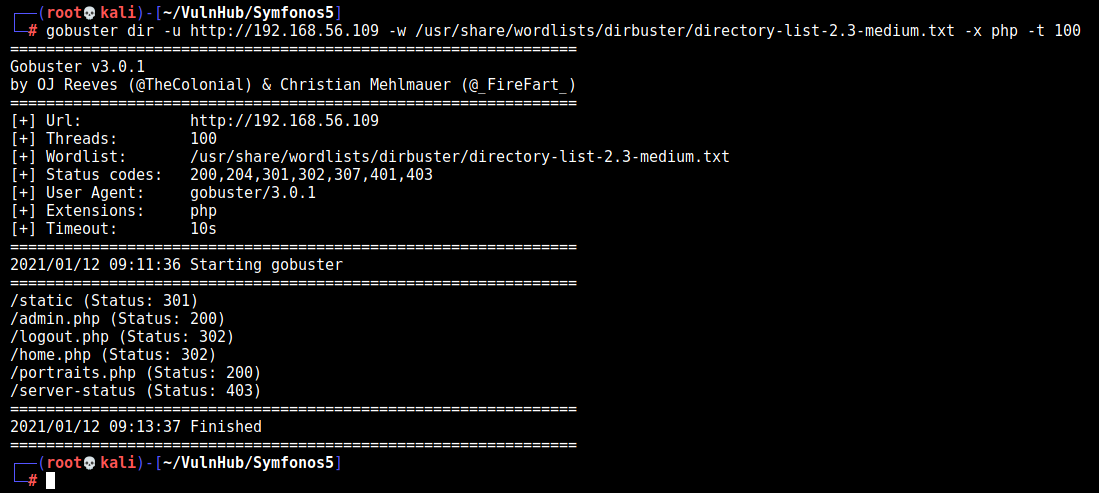 ┌──(root💀kali)-[~/VulnHub/Symfonos5]
└─# gobuster dir -u http://192.168.56.109 -w /usr/share/wordlists/dirbuster/directory-list-2.3-medium.txt -x php -t 100
===============================================================
Gobuster v3.0.1
by OJ Reeves (@TheColonial) & Christian Mehlmauer (@_FireFart_)
===============================================================
[+] Url:            http://192.168.56.109
[+] Threads:        100
[+] Wordlist:       /usr/share/wordlists/dirbuster/directory-list-2.3-medium.txt
[+] Status codes:   200,204,301,302,307,401,403
[+] User Agent:     gobuster/3.0.1
[+] Extensions:     php
[+] Timeout:        10s
===============================================================
2021/01/12 09:11:36 Starting gobuster
===============================================================
/static (Status: 301)
/admin.php (Status: 200)
/logout.php (Status: 302)
/home.php (Status: 302)
/portraits.php (Status: 200)
/server-status (Status: 403)
===============================================================
2021/01/12 09:13:37 Finished
===============================================================
┌──(root💀kali)-[~/VulnHub/Symfonos5]
└─#